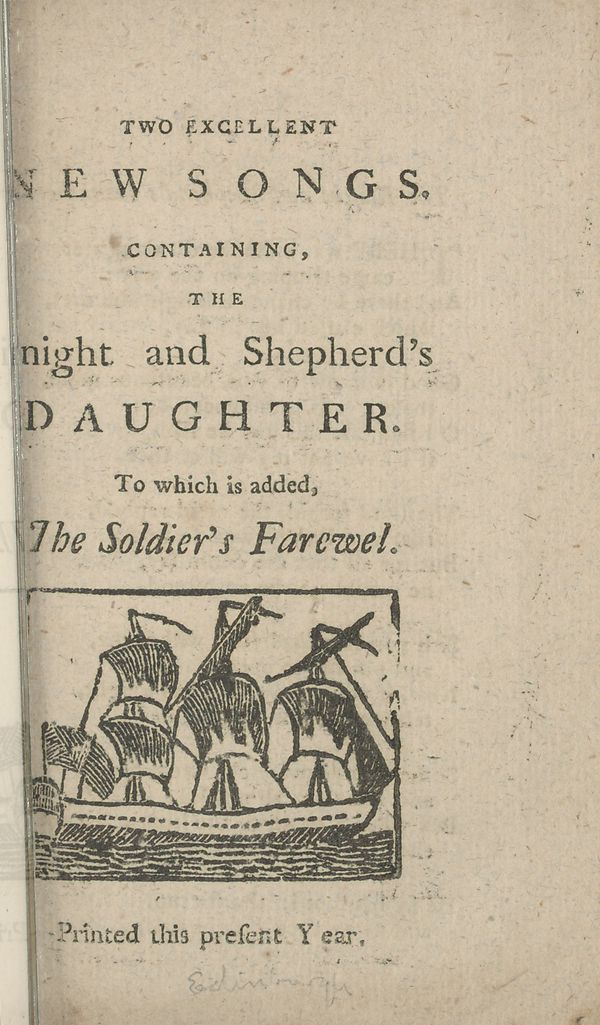 TWO EXCELLENT
NEW SONGS.
CONTAINING,
THE
night and Shepherd's
DAUGHTER.
To which is added,
The Soldier's Farewel.
Printed this preſent Year.
Edinburgh